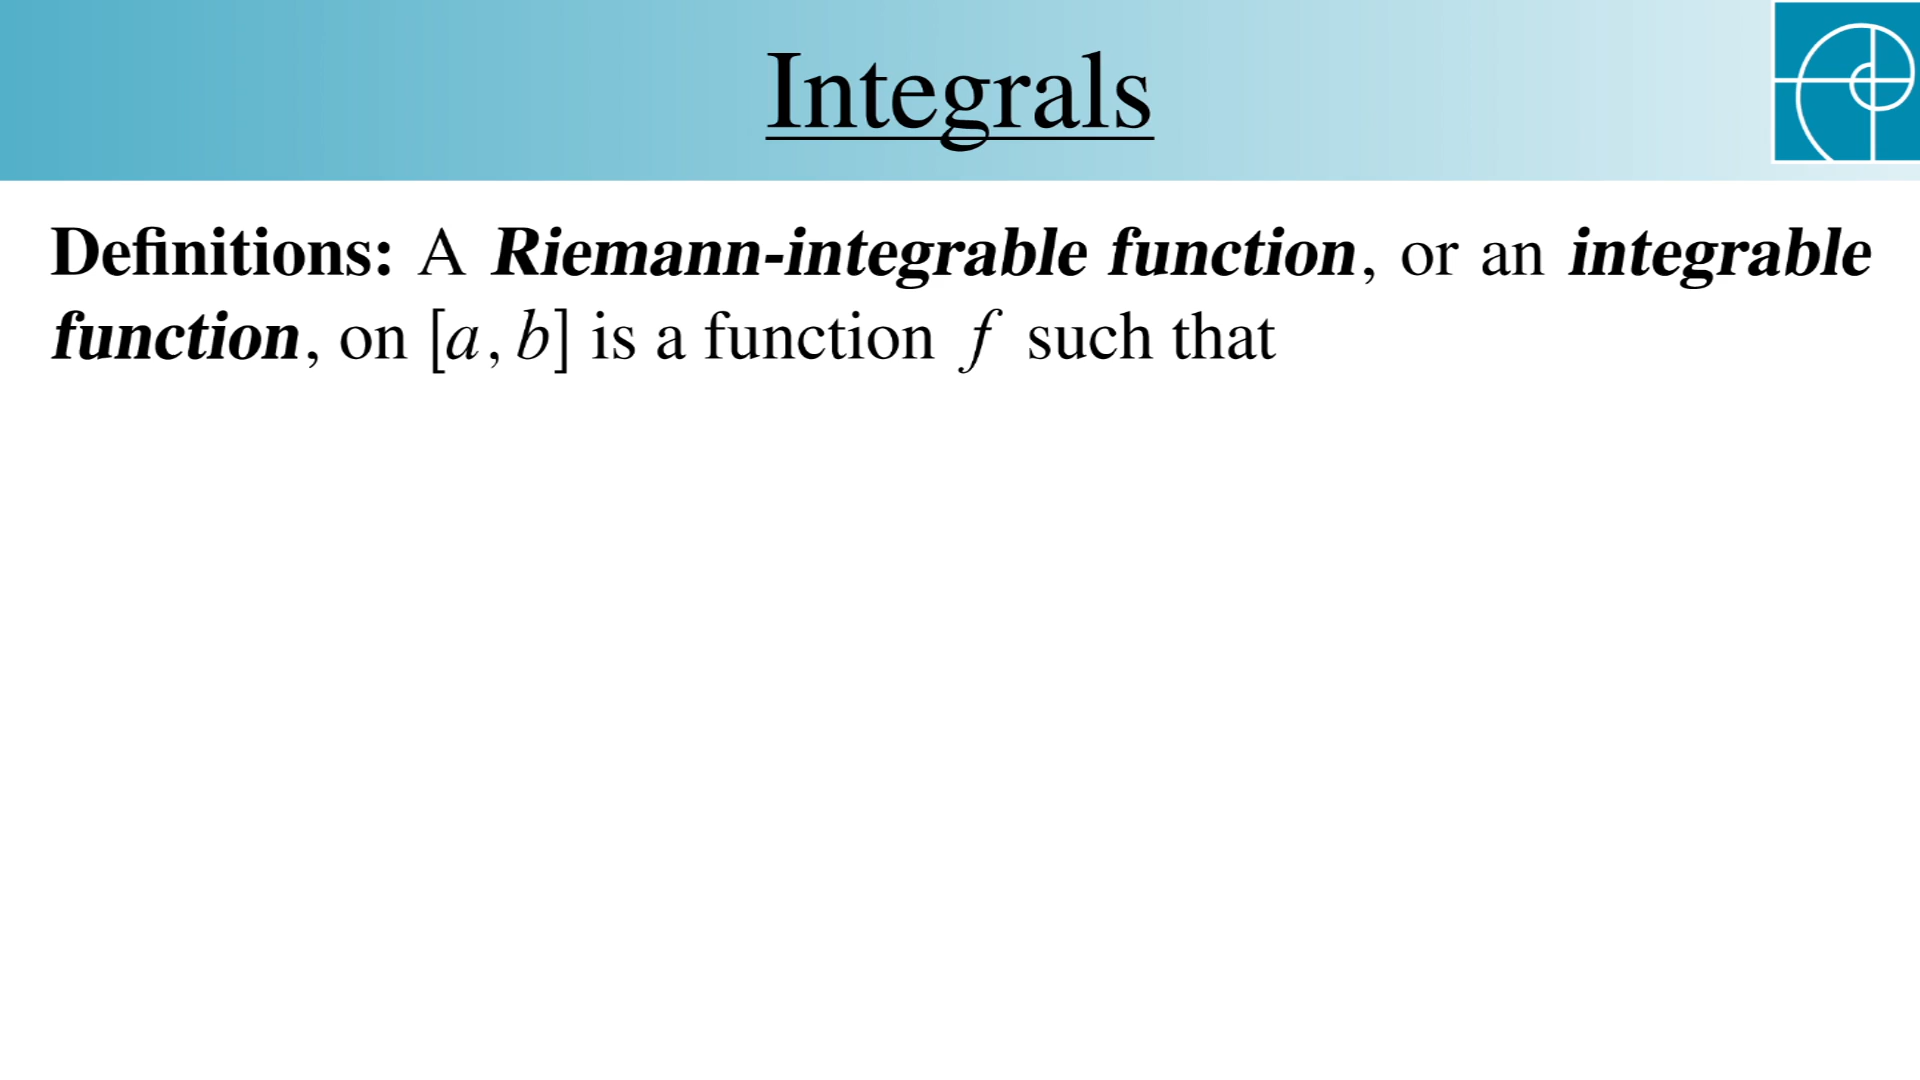 Integrals
Definitions: A Riemann-integrable function, or an integrable
function, on [a, b] is a function f such that